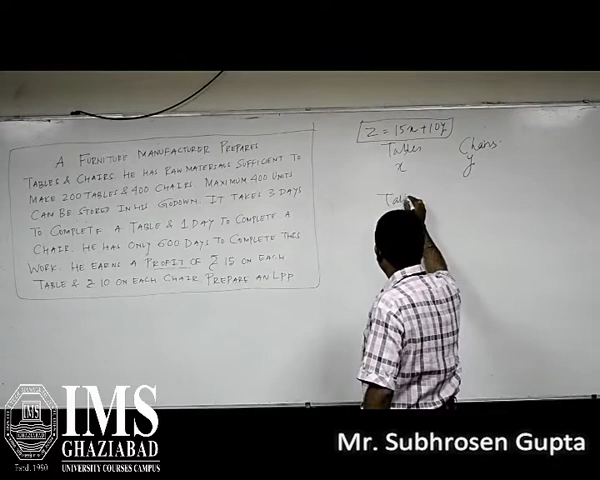 A FURNITURE MANUFACTURER PREPARES
TABLES & CHAIRS. HE HAS RAW MATERIALS SUFFICIENT TO
MAKE 200 TABLES & 400 CHAIRS. MAXIMUM 400 UNITS
CAN BE STORED IN HIS GODOWN. IT TAKES 3 DAYS
TO COMPLETE A TABLE & 1 DAY TO COMPLETE A
CHAIR. HE HAS ONLY 600 DAYS TO COMPLETE THIS
WORK. HE EARNS A PROFIT OF ₹ 15 ON EACH
TABLE & ₹ 10 ON EACH CHAIR. PREPARE AN LPP
Z = 15x + 10y
Tables Chairs.
x y
Tab
IMS
Estd. 1990
IMS
GHAZIABAD
UNIVERSITY COURSES CAMPUS
Mr. Subhrosen Gupta